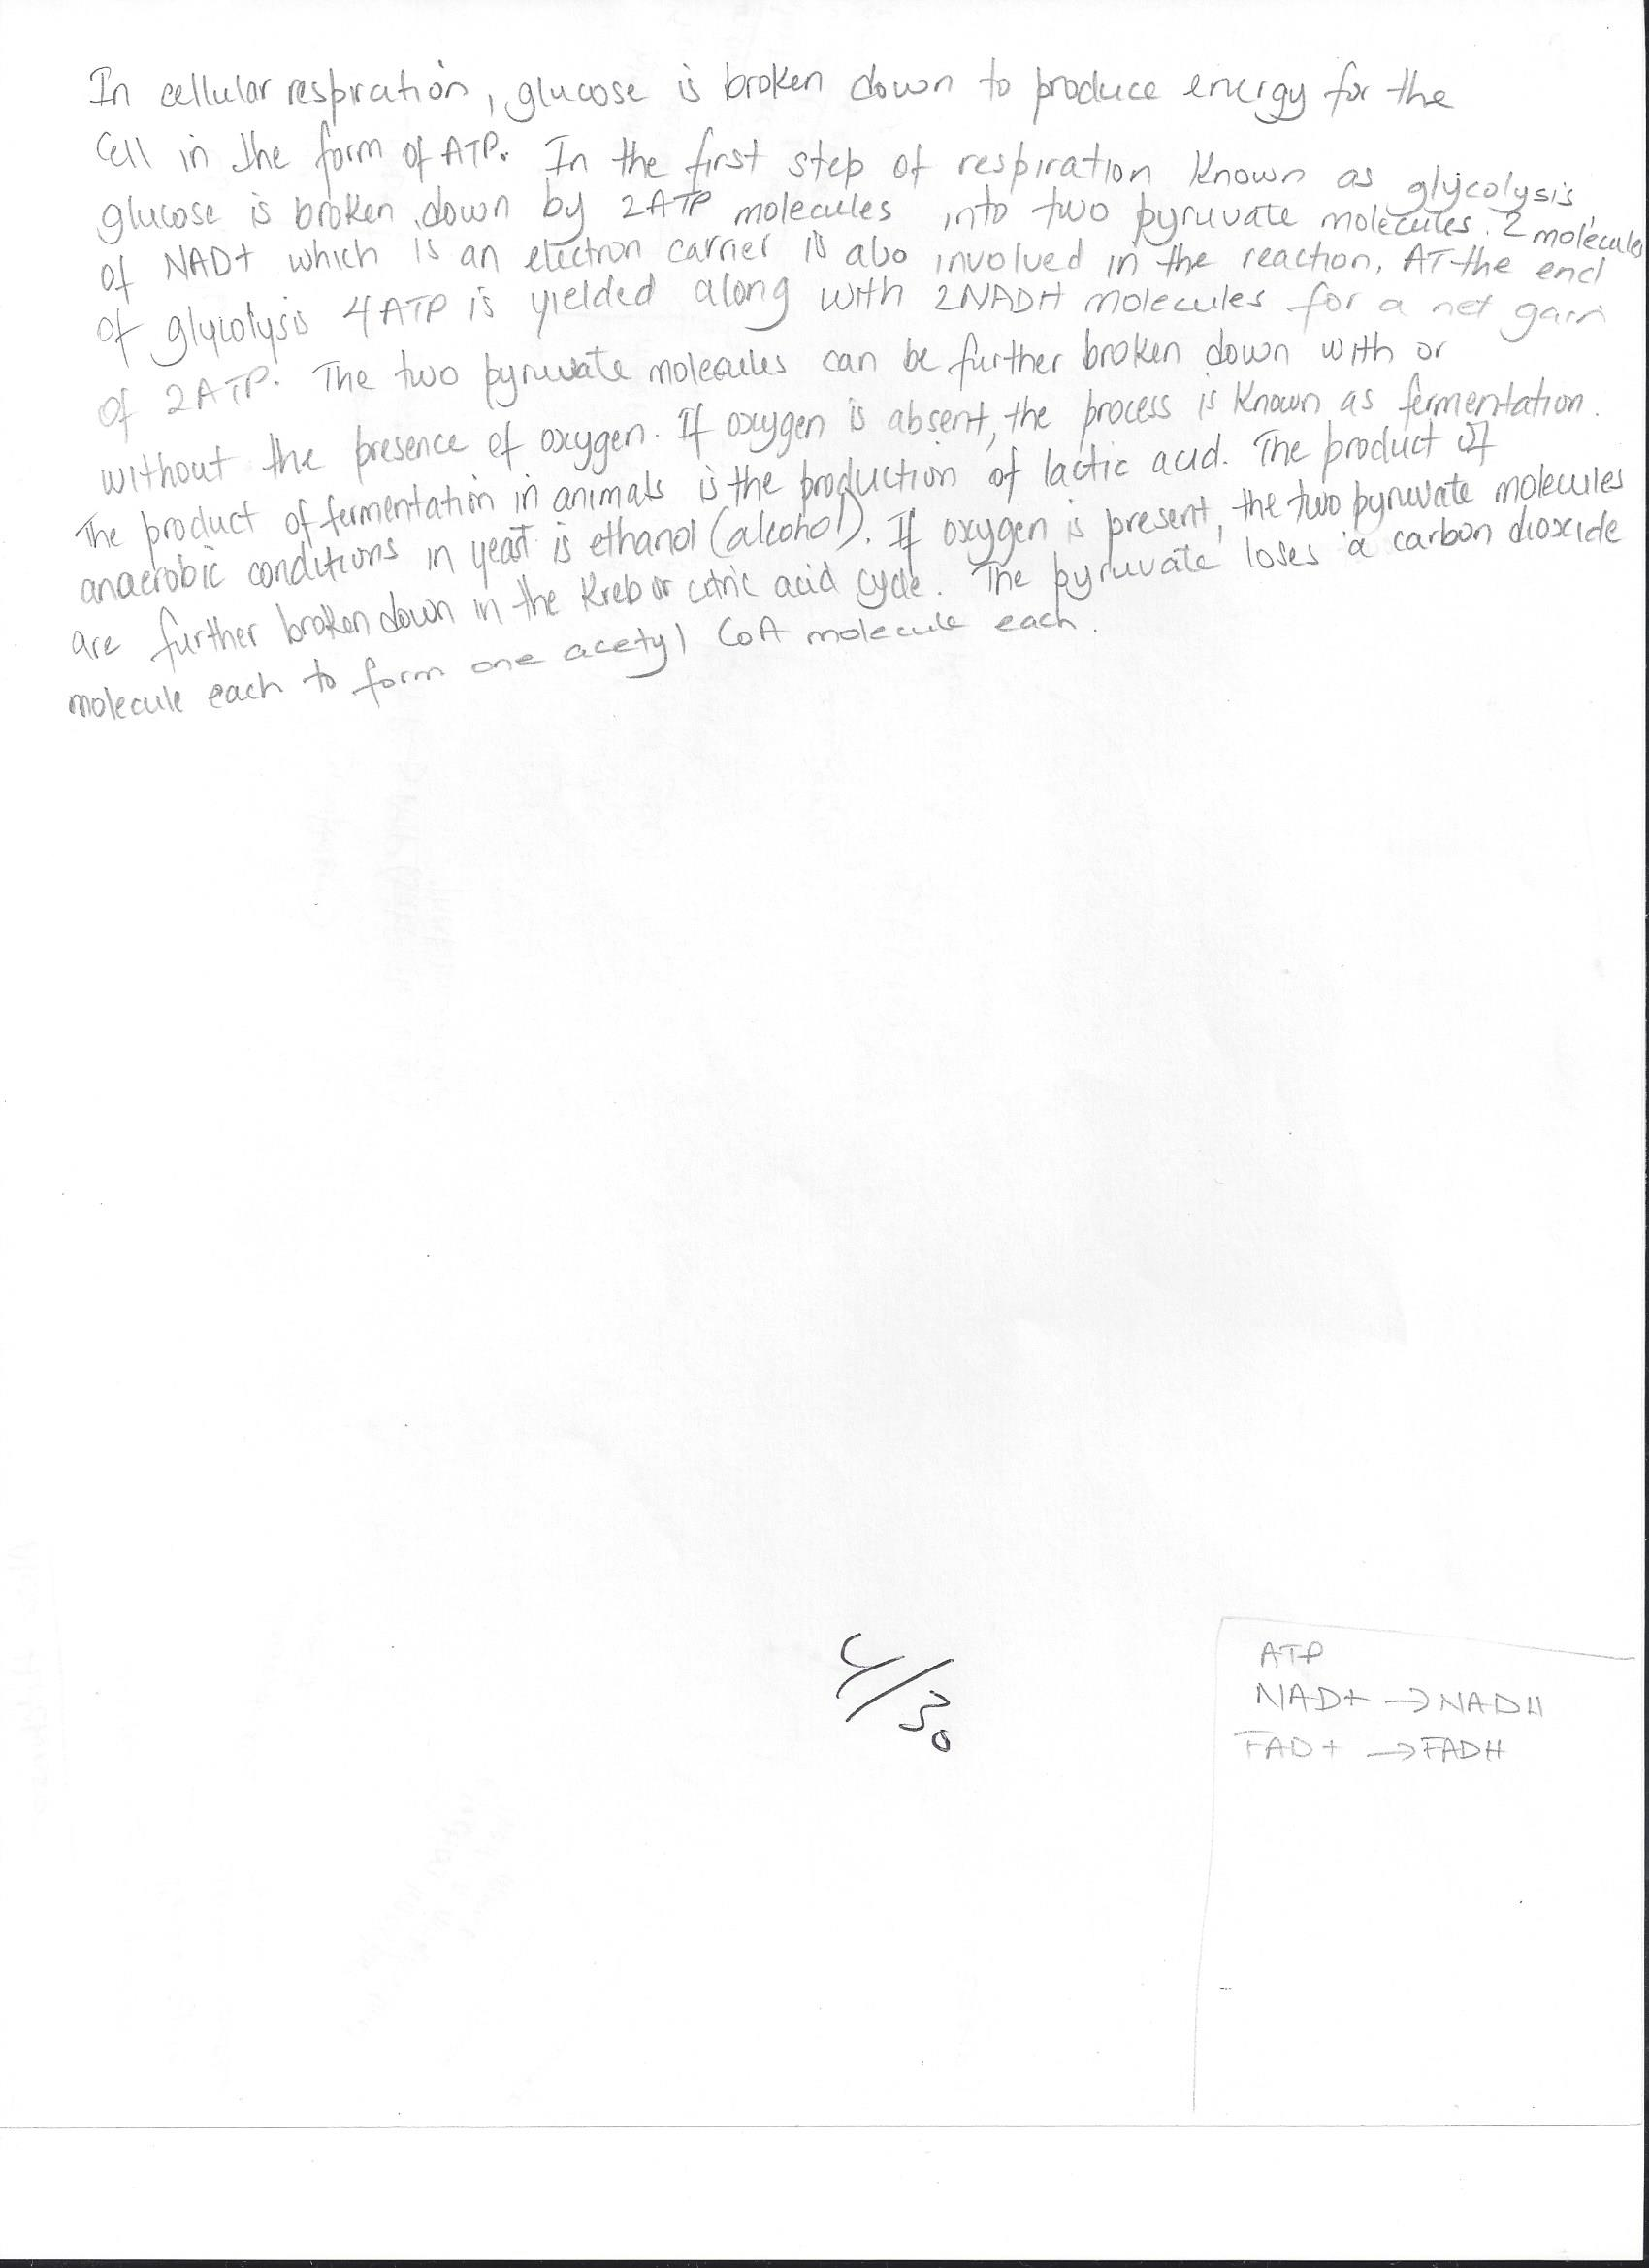 In cellular respiration, glucose is broken down to produce energy for the
cell in the form of ATP. In the first step of respiration known as glycolysis,
glucose is broken down by 2ATP molecules into two pyruvate molecules. 2 molecules
of NAD+ which is an electron carrier is also involved in the reaction. AT the end
of glycolysis 4ATP is yielded along with 2NADH molecules for a net gain
of 2ATP. The two pyruvate molecules can be further broken down with or
without the presence of oxygen. If oxygen is absent, the process is known as fermentation.
The product of fermentation in animals is the production of lactic acid. The product of
anaerobic conditions in yeast is ethanol (alcohol). If oxygen is present, the two pyruvate molecules
are further broken down in the Kreb or citric acid cycle. The pyruvate loses a carbon dioxide
molecule each to form one acetyl CoA molecule each.
4/30
ATP
NAD+ → NADH
FAD+ → FADH